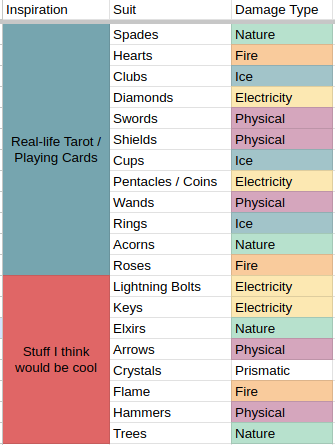 Inspiration Suit Damage Type
Spades Nature
Hearts Fire
Clubs Ice
Diamonds Electricity
Swords Physical
Real-life Tarot /
Playing Cards
Shields Physical
Cups Ice
Pentacles / Coins Electricity
Wands Physical
Rings Ice
Acorns Nature
Roses Fire
Lightning Bolts Electricity
Keys Electricity
Elxirs Nature
Stuff I think
would be cool
Arrows Physical
Crystals Prismatic
Flame Fire
Hammers Physical
Trees Nature